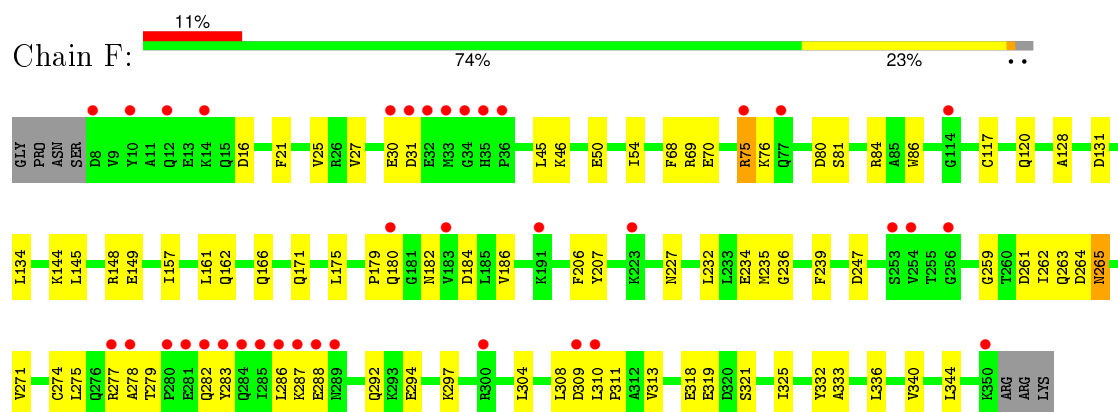 11%
Chain F:
74% 23% • •
GLY PRO ASN SER D8 V9 Y10 A11 Q12 E13 K14 Q15 D16 F21 V25 R26 V27 E30 D31 E32 M33 G34 H35 P36 L45 K46 E50 I54 F68 R69 E70 R75 K76 Q77 D80 S81 R84 A85 W86 G114 C117 Q120 A128 D131
L134 K144 L145 R148 E149 I157 L161 Q162 Q166 Q171 L175 P179 Q180 G181 N182 V183 D184 L185 V186 K191 F206 Y207 K223 N227 L232 L233 E234 M235 G236 F239 D247 S253 V254 T255 G256 G259 T260 D261 I262 Q263 D264 N265
V271 C274 L275 Q276 R277 A278 T279 P280 E281 Q282 Y283 Q284 I285 L286 K287 E288 N289 Q292 K293 E294 K297 R300 L304 L308 D309 L310 P311 A312 V313 E318 E319 D320 S321 I325 Y332 A333 L336 V340 L344 K350 ARG ARG LYS